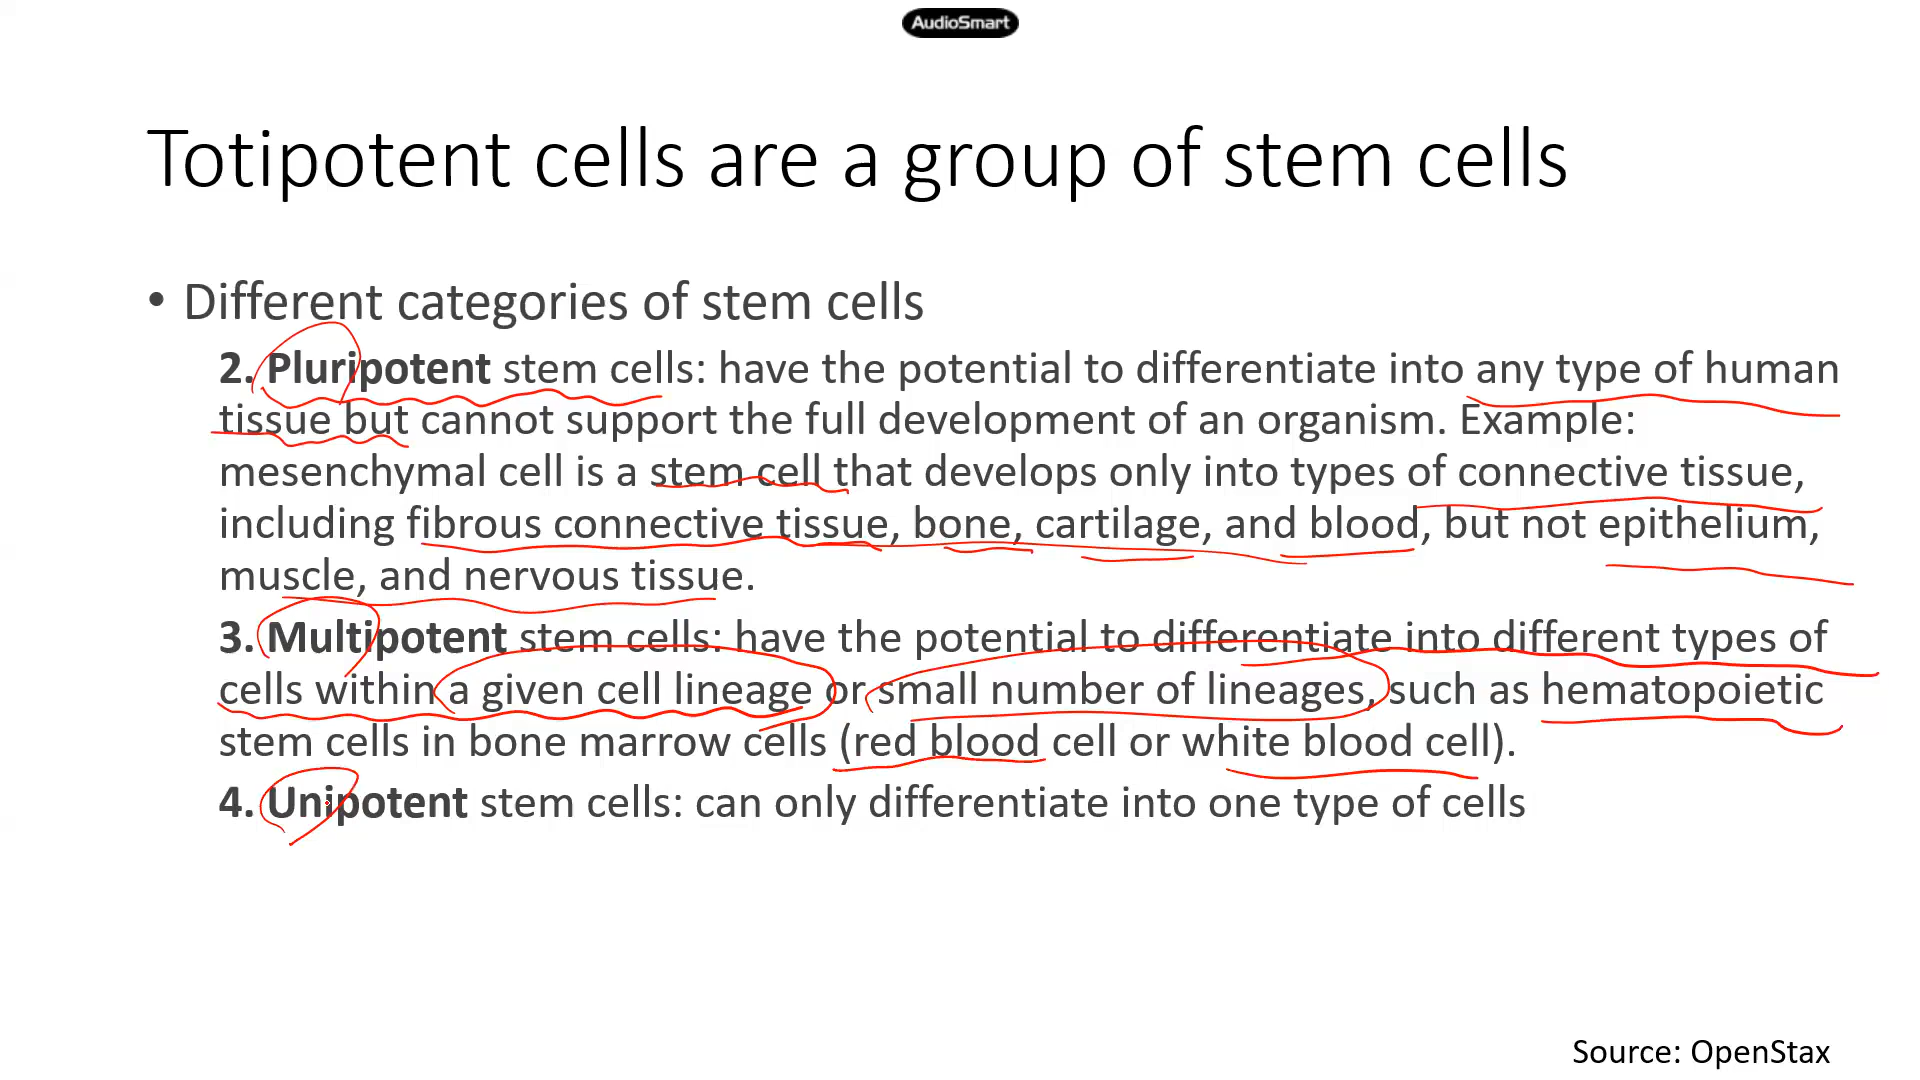 AudioSmart
Totipotent cells are a group of stem cells
• Different categories of stem cells
2. Pluripotent stem cells: have the potential to differentiate into any type of human
tissue but cannot support the full development of an organism. Example:
mesenchymal cell is a stem cell that develops only into types of connective tissue,
including fibrous connective tissue, bone, cartilage, and blood, but not epithelium,
muscle, and nervous tissue.
3. Multipotent stem cells: have the potential to differentiate into different types of
cells within a given cell lineage or small number of lineages, such as hematopoietic
stem cells in bone marrow cells (red blood cell or white blood cell).
4. Unipotent stem cells: can only differentiate into one type of cells
Source: OpenStax